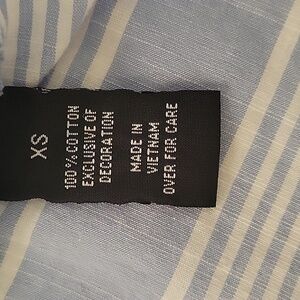 XS
100% COTTON
EXCLUSIVE OF
DECORATION
MADE IN
VIETNAM
OVER FOR CARE